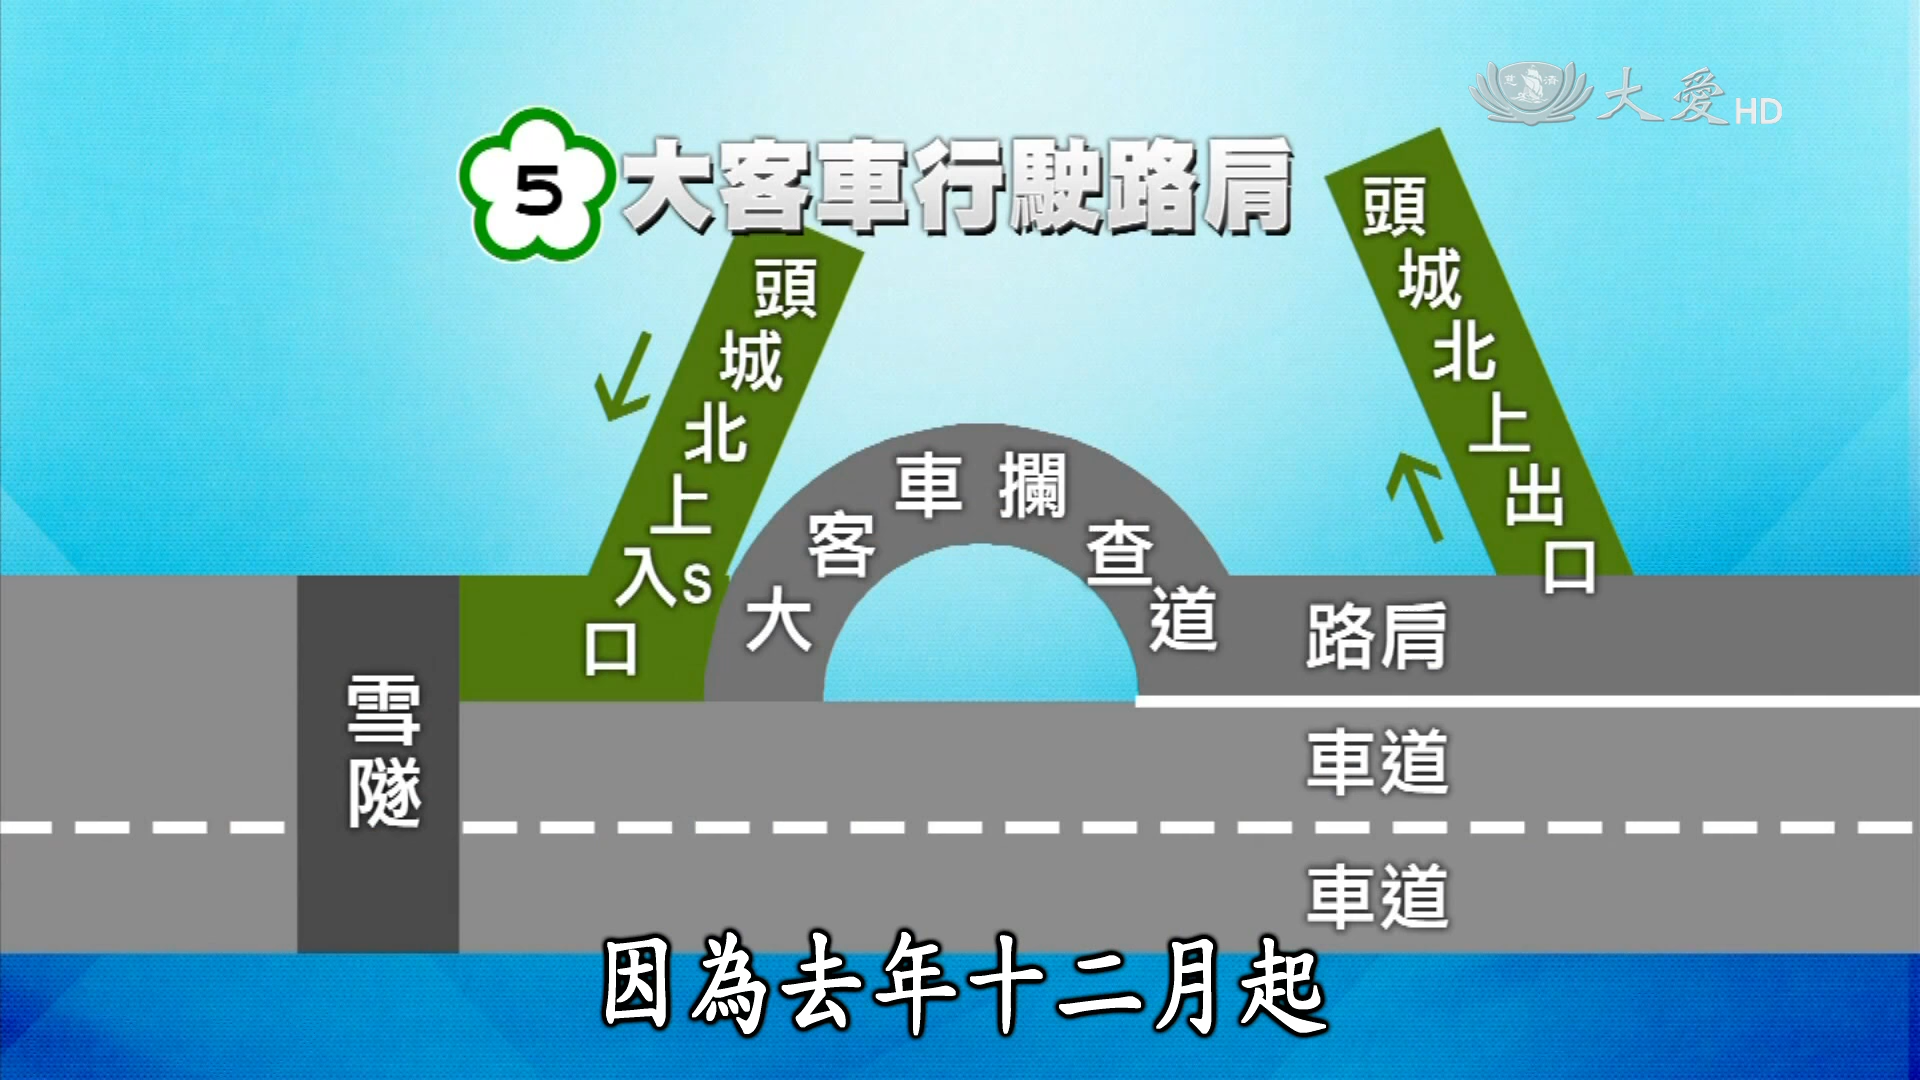 大愛HD
慈濟
5
大客車行駛路肩
頭城北上入口
S
大客車攔查道
頭城北上出口
路肩
雪隧
車道
車道
因為去年十二月起